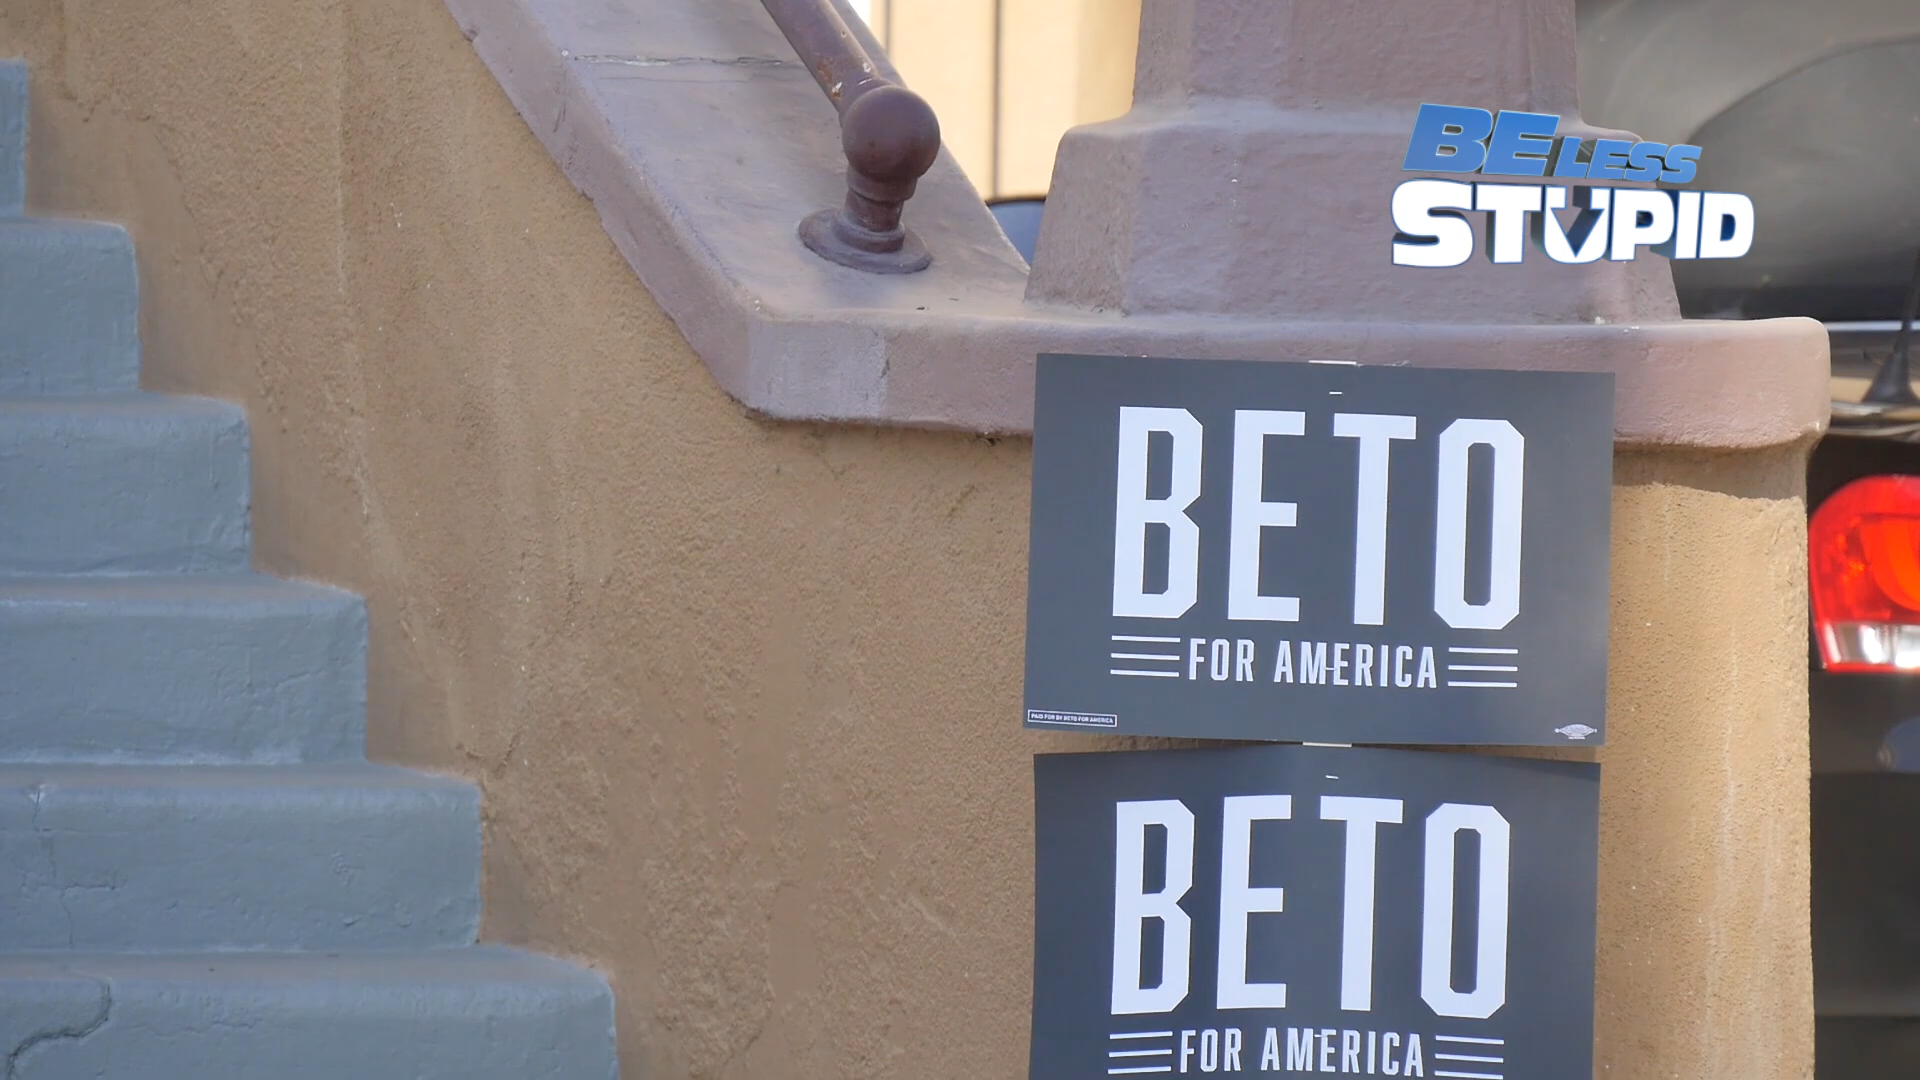 BE LESS
STUPID
BETO
FOR AMERICA
PAID FOR BY BETO FOR AMERICA
BETO
FOR AMERICA